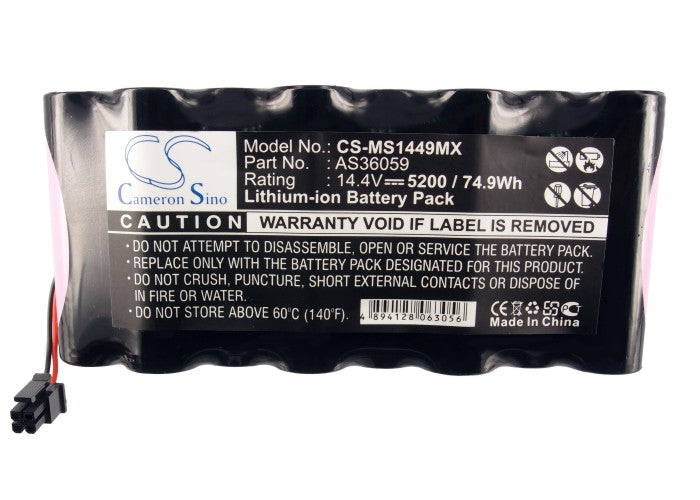 CS
Cameron Sino
Model No.: CS-MS1449MX
Part No. : AS36059
Rating : 14.4V⎓ 5200 / 74.9Wh
Lithium-ion Battery Pack
CAUTION WARRANTY VOID IF LABEL IS REMOVED
•DO NOT ATTEMPT TO DISASSEMBLE, OPEN OR SERVICE THE BATTERY PACK.
•REPLACE ONLY WITH THE BATTERY PACK DESIGNATED FOR THIS PRODUCT.
•DO NOT CRUSH, PUNCTURE, SHORT EXTERNAL CONTACTS OR DISPOSE OF
IN FIRE OR WATER.
•DO NOT STORE ABOVE 60°C (140°F).
4 894128 063056
CE
Made In China